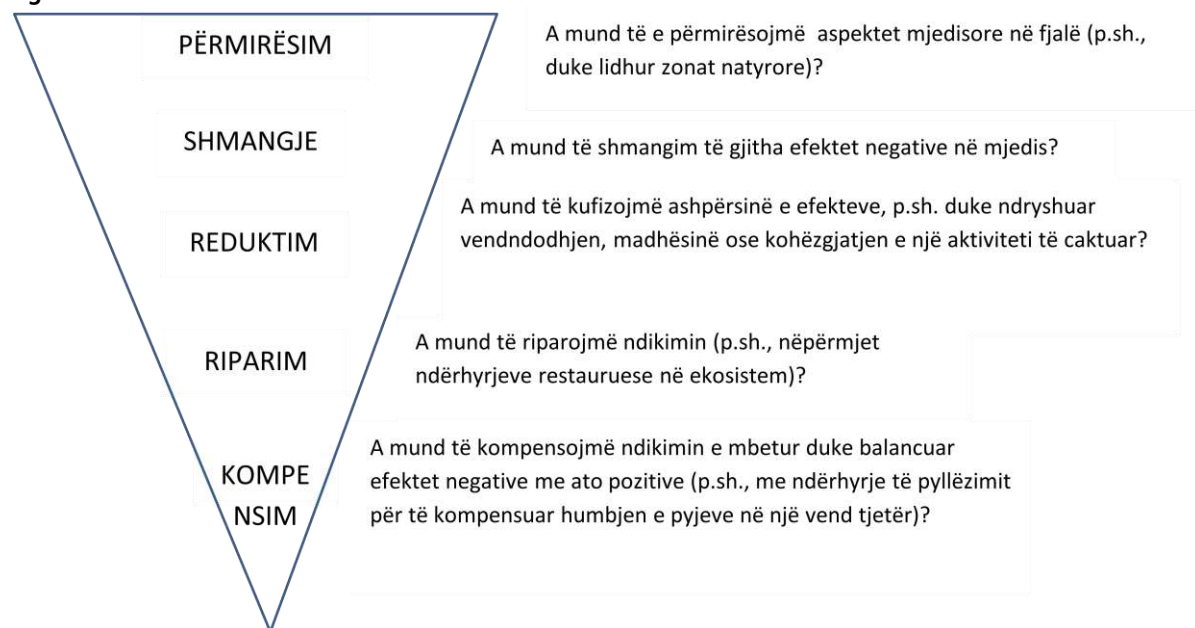 PËRMIRËSIM
A mund të e përmirësojmë aspektet mjedisore në fjalë (p.sh.,
duke lidhur zonat natyrore)?
SHMANGJE
A mund të shmangim të gjitha efektet negative në mjedis?
REDUKTIM
A mund të kufizojmë ashpërsinë e efekteve, p.sh. duke ndryshuar
vendndodhjen, madhësinë ose kohëzgjatjen e një aktiviteti të caktuar?
RIPARIM
A mund të riparojmë ndikimin (p.sh., nëpërmjet
ndërhyrjeve restauruese në ekosistem)?
KOMPE
NSIM
A mund të kompensojmë ndikimin e mbetur duke balancuar
efektet negative me ato pozitive (p.sh., me ndërhyrje të pyllëzimit
për të kompensuar humbjen e pyjeve në një vend tjetër)?